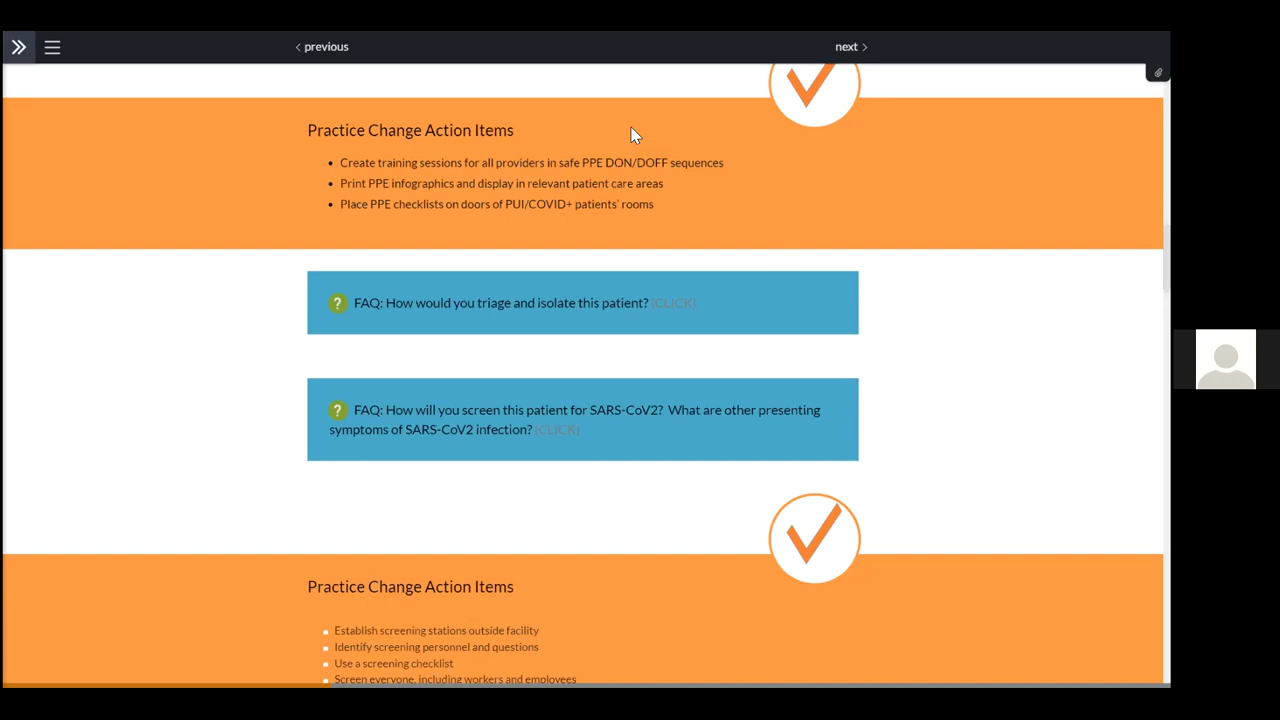 previous
next
Practice Change Action Items
• Create training sessions for all providers in safe PPE DON/DOFF sequences
• Print PPE infographics and display in relevant patient care areas
• Place PPE checklists on doors of PUI/COVID+ patients' rooms
? FAQ: How would you triage and isolate this patient? (CLICK)
? FAQ: How will you screen this patient for SARS-CoV2? What are other presenting
symptoms of SARS-CoV2 infection? (CLICK)
Practice Change Action Items
Establish screening stations outside facility
Identify screening personnel and questions
Use a screening checklist
Screen everyone, including workers and employees